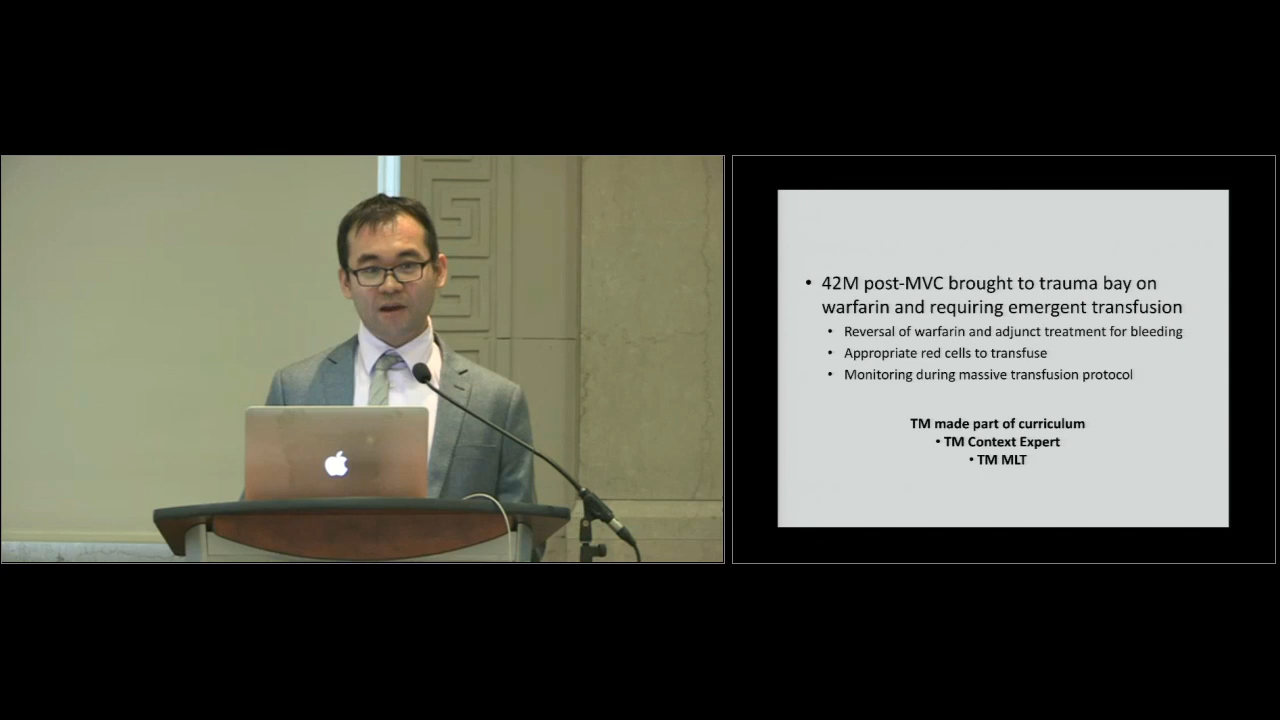 • 42M post-MVC brought to trauma bay on
warfarin and requiring emergent transfusion
• Reversal of warfarin and adjunct treatment for bleeding
• Appropriate red cells to transfuse
• Monitoring during massive transfusion protocol
TM made part of curriculum
• TM Context Expert
• TM MLT